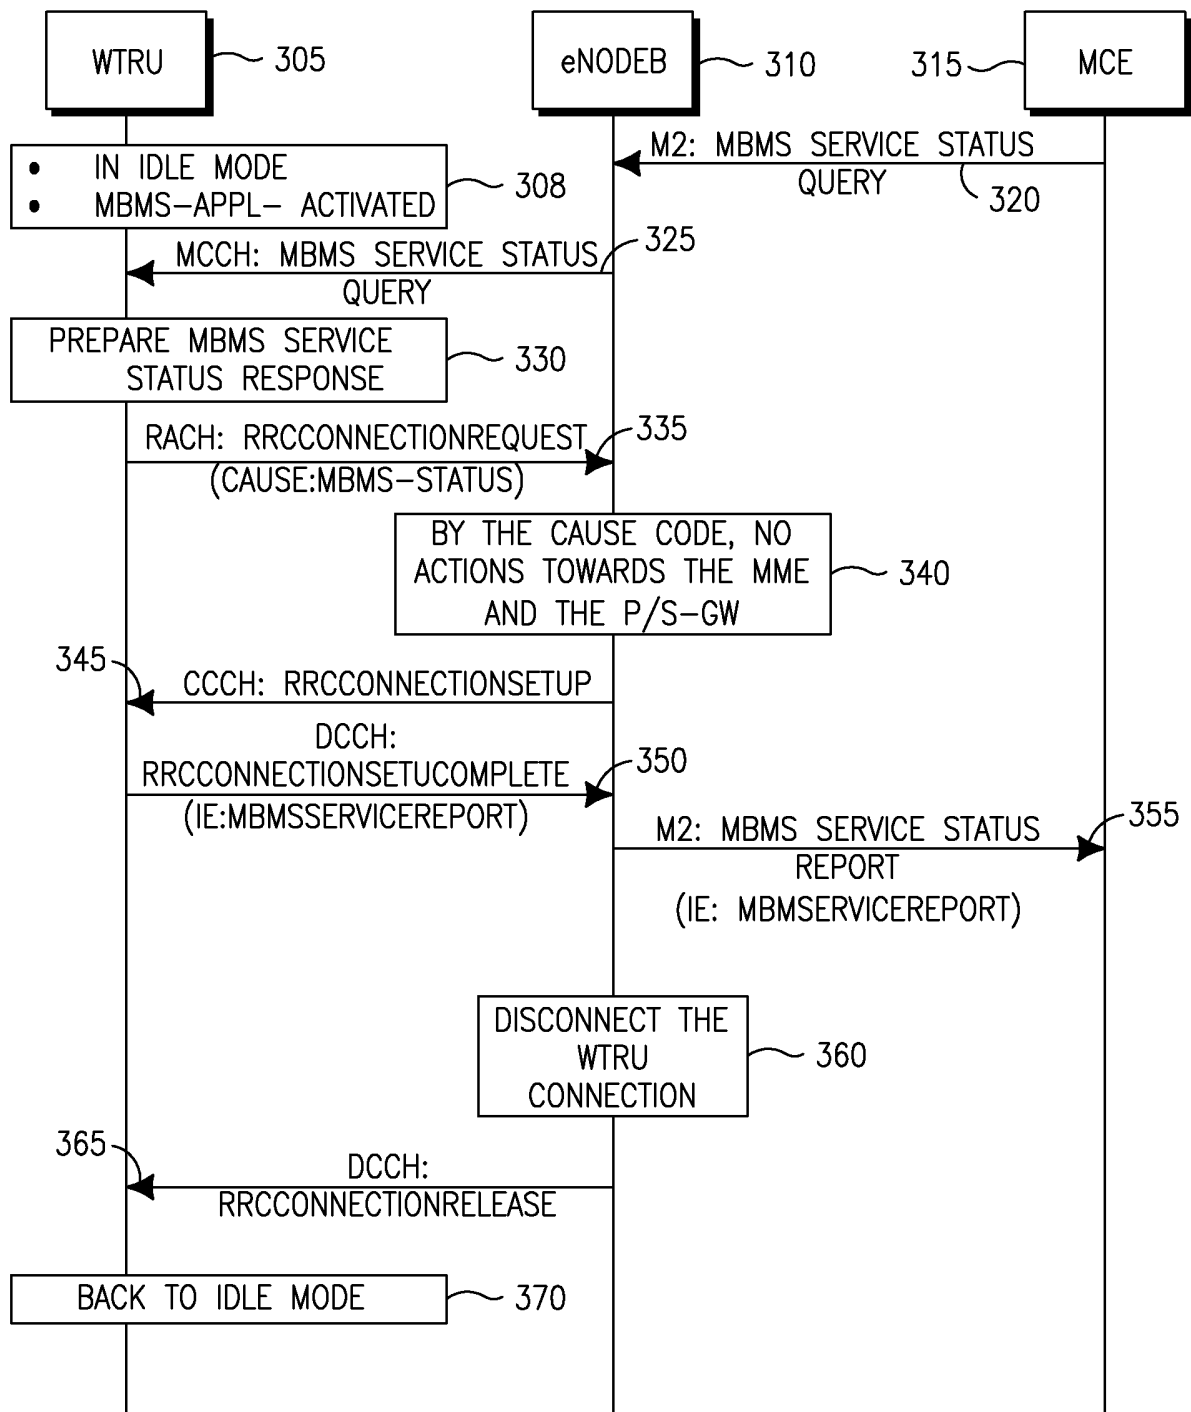 WTRU
305
eNODEB
310
315
MCE
• IN IDLE MODE
• MBMS-APPL- ACTIVATED
308
M2: MBMS SERVICE STATUS
QUERY
320
MCCH: MBMS SERVICE STATUS
QUERY
325
PREPARE MBMS SERVICE
STATUS RESPONSE
330
RACH: RRCCONNECTIONREQUEST
(CAUSE:MBMS-STATUS)
335
BY THE CAUSE CODE, NO
ACTIONS TOWARDS THE MME
AND THE P/S-GW
340
345
CCCH: RRCCONNECTIONSETUP
DCCH:
RRCCONNECTIONSETUCOMPLETE
(IE:MBMSSERVICEREPORT)
350
M2: MBMS SERVICE STATUS
REPORT
(IE: MBMSERVICEREPORT)
355
DISCONNECT THE
WTRU
CONNECTION
360
365
DCCH:
RRCCONNECTIONRELEASE
BACK TO IDLE MODE
370